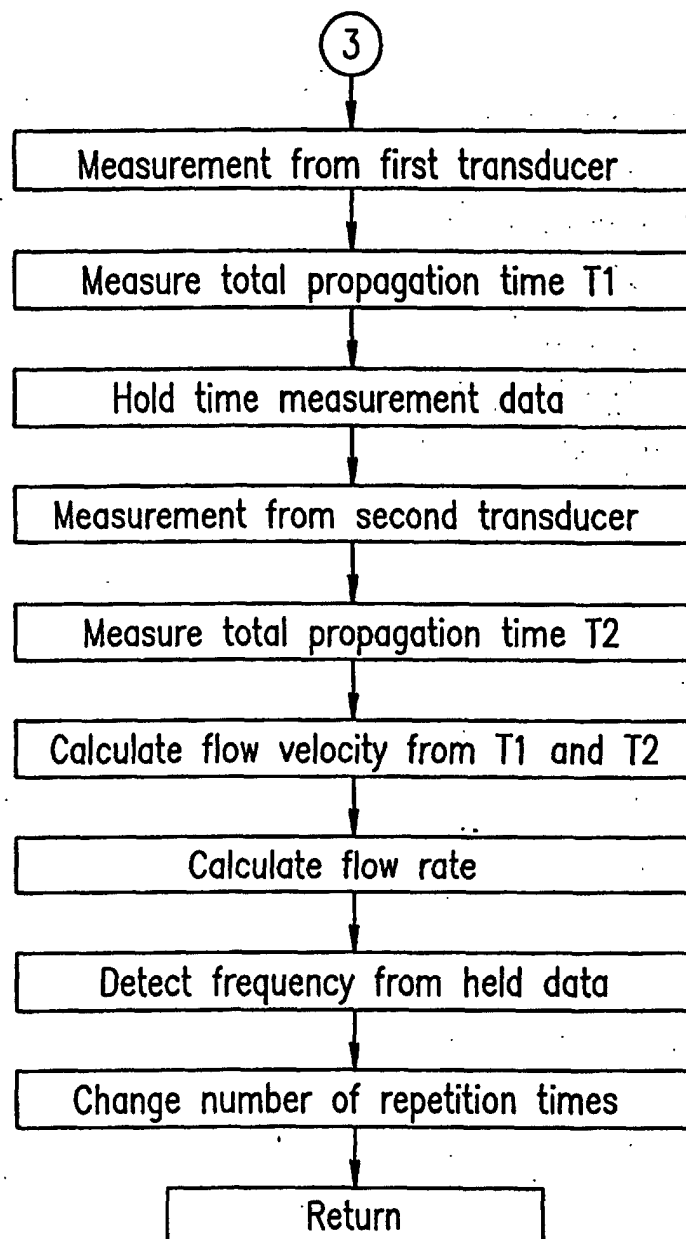 3
Measurement from first transducer
Measure total propagation time T1
Hold time measurement data
Measurement from second transducer
Measure total propagation time T2
Calculate flow velocity from T1 and T2
Calculate flow rate
Detect frequency from held data
Change number of repetition times
Return